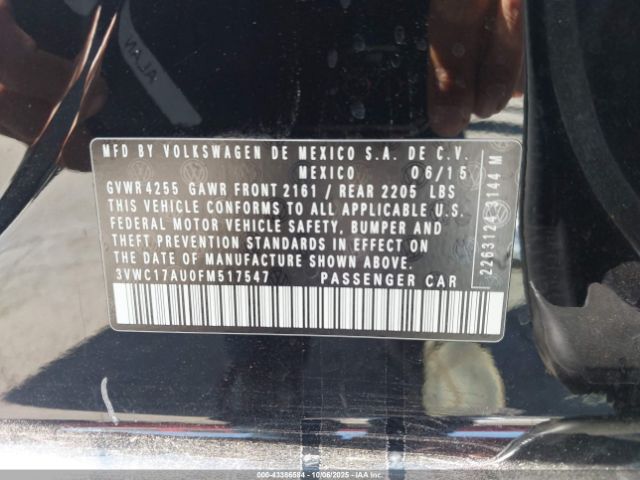 MFD BY VOLKSWAGEN DE MEXICO S.A. DE C.V.
MEXICO 06/15
GVWR 4255 GAWR FRONT 2161 / REAR 2205 LBS
THIS VEHICLE CONFORMS TO ALL APPLICABLE U.S.
FEDERAL MOTOR VEHICLE SAFETY, BUMPER AND
THEFT PREVENTION STANDARDS IN EFFECT ON
THE DATE OF MANUFACTURE SHOWN ABOVE.
3VWC17AU0FM517547 PASSENGER CAR
000-43386584 | 10/06/2025 | IAA Inc.